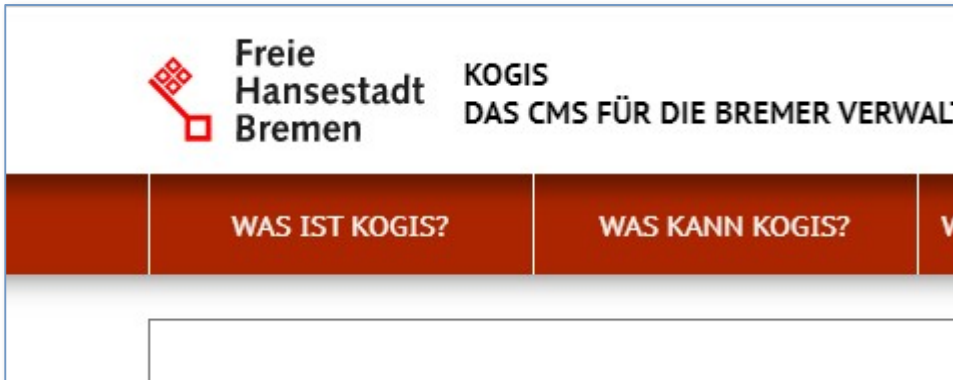 Freie
Hansestadt
Bremen
KOGIS
DAS CMS FÜR DIE BREMER
WAS IST KOGIS?
WAS KANN KOGIS?